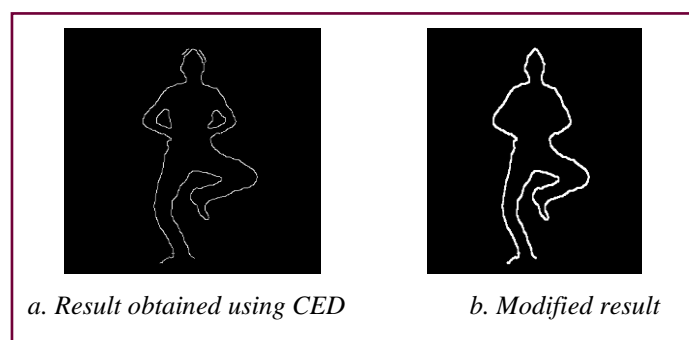 a. Result obtained using CED
b. Modified result